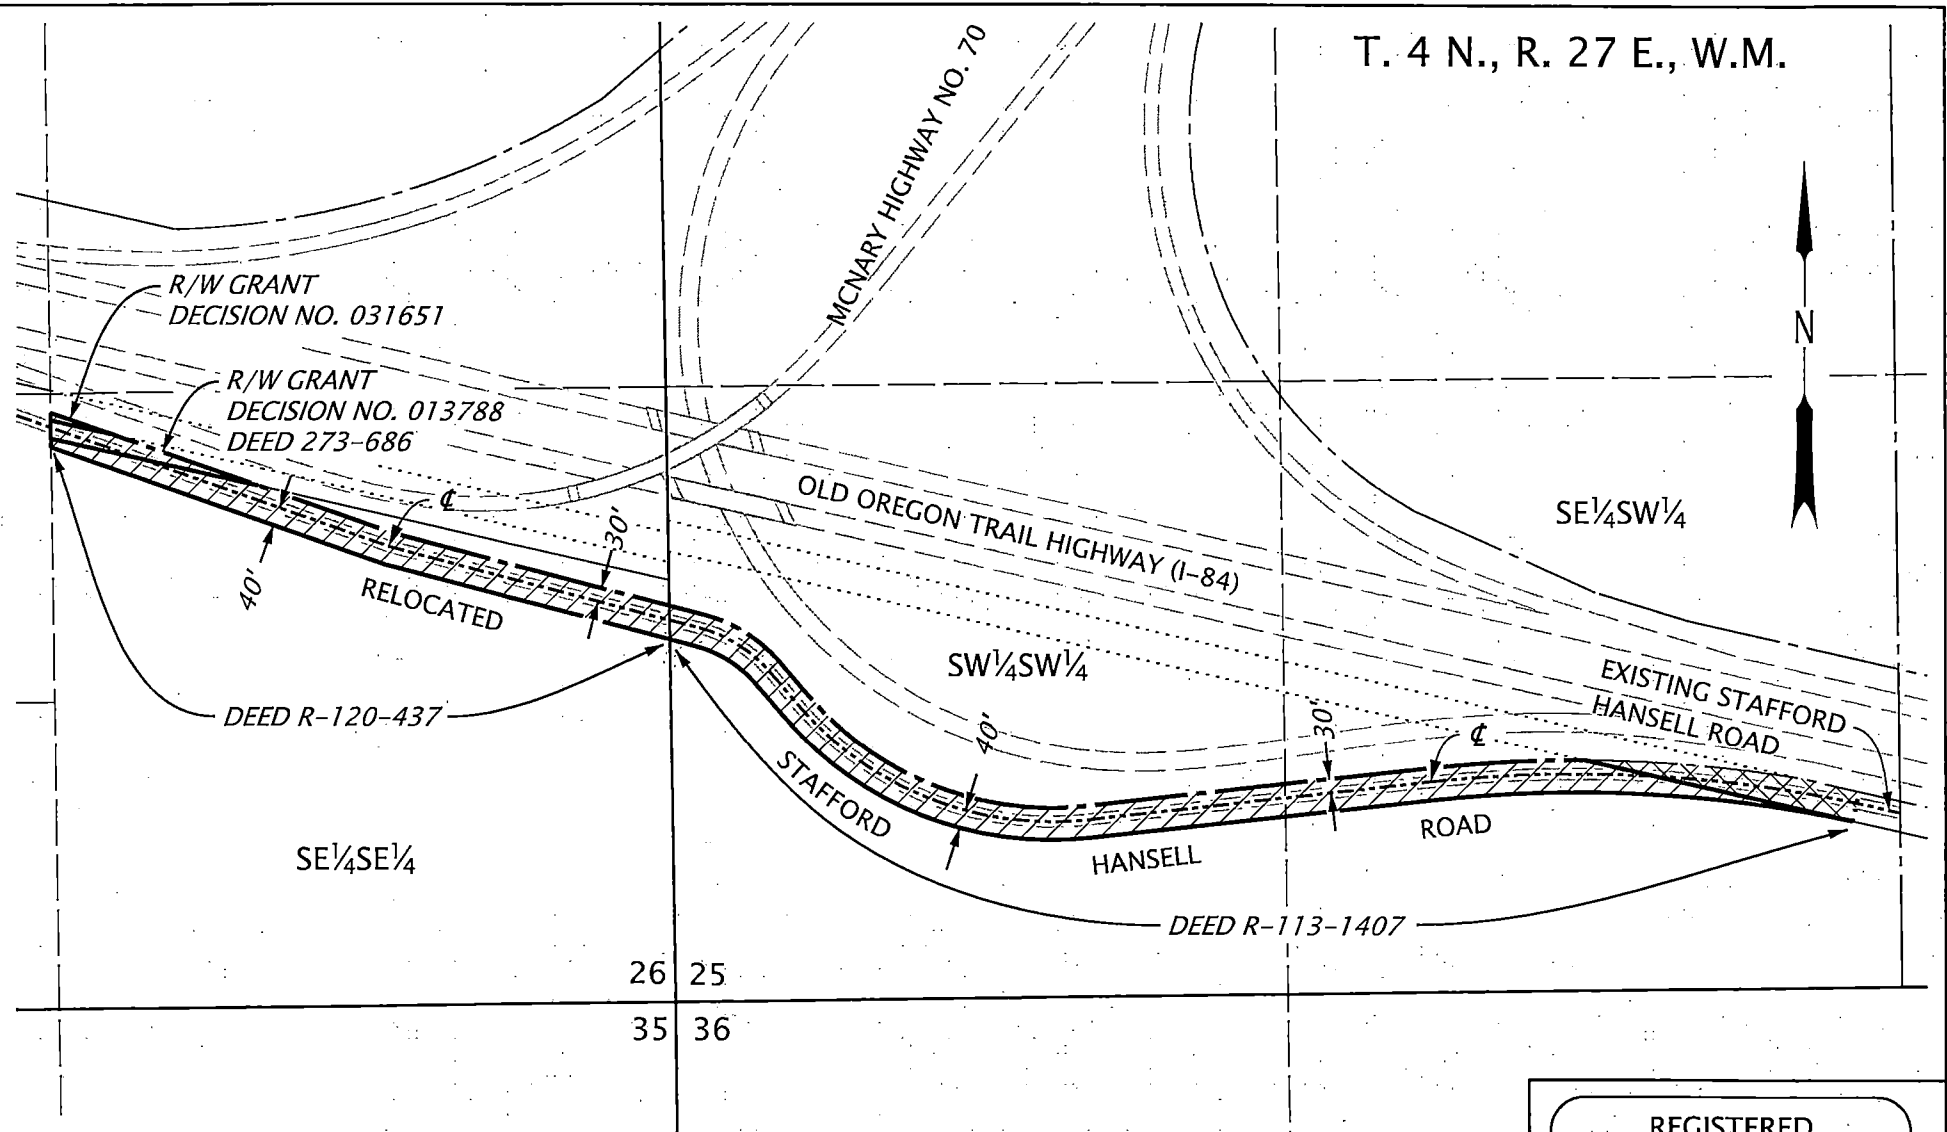 T. 4 N., R. 27 E., W.M.
MCNARY HIGHWAY NO. 70
R/W GRANT
DECISION NO. 031651
N
R/W GRANT
DECISION NO. 013788
DEED 273-686
℄
30'
OLD OREGON TRAIL HIGHWAY (I-84)
SE¼SW¼
40'
RELOCATED
SW¼SW¼
EXISTING STAFFORD
HANSELL ROAD
DEED R-120-437
40'
30'
℄
STAFFORD
HANSELL
ROAD
SE¼SE¼
DEED R-113-1407
26 25
35 36
REGISTERED